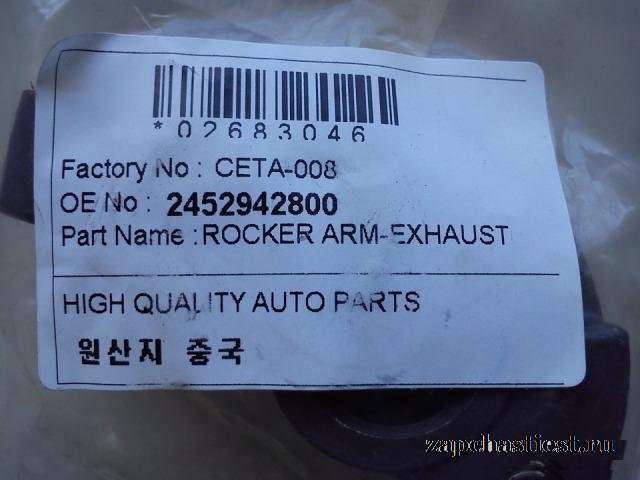 *02683046
Factory No : CETA-008
OE No : 2452942800
Part Name : ROCKER ARM-EXHAUST
HIGH QUALITY AUTO PARTS
원산지 중국
zapchastiest.ru